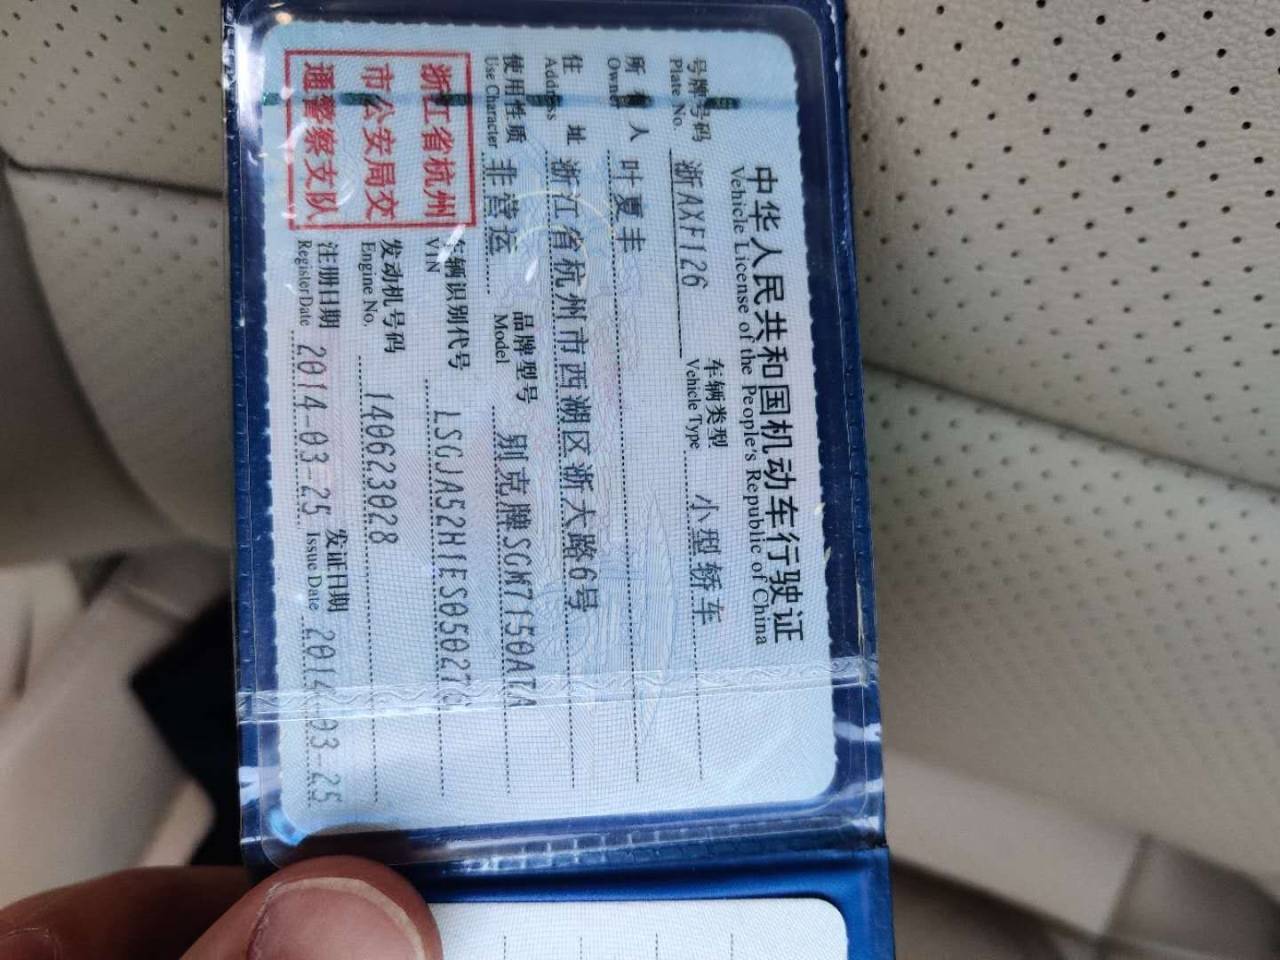 中华人民共和国机动车行驶证
Vehicle License of the People's Republic of China
号牌号码 浙AXF126 车辆类型 小型轿车
Plate No. Vehicle Type
所有人 叶夏丰
Owner
住址 浙江省杭州市西湖区浙大路6号
Address
使用性质 非营运 品牌型号 别克牌SGM7150ATA
Use Character Model
浙江省杭州
市公安局交
通警察支队
车辆识别代号
VIN
发动机号码 140623028
Engine No.
注册日期 2014-03-25 发证日期 2014-03-25
Register Date Issue Date